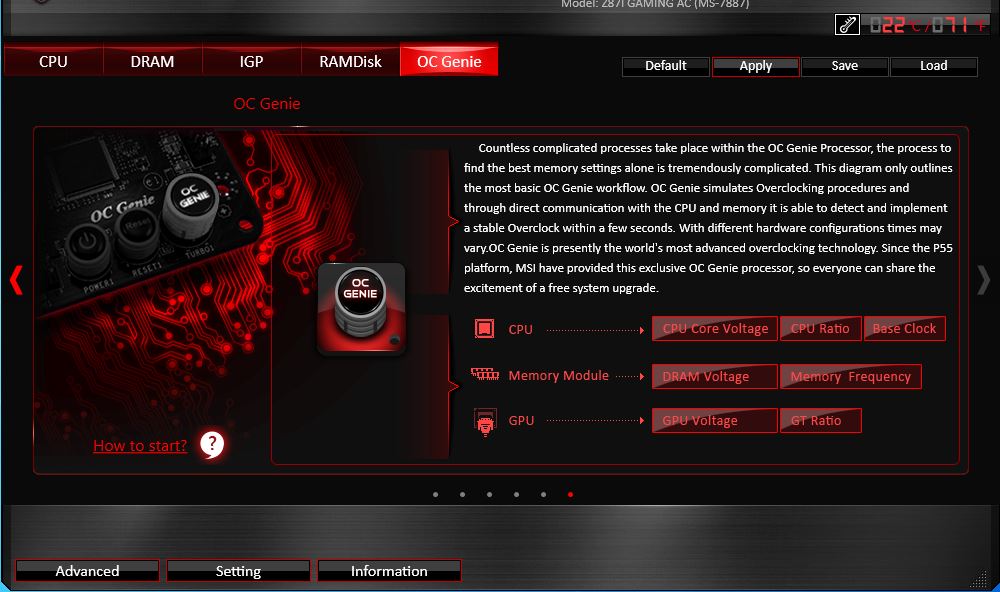 Model: Z87I GAMING AC (MS-7887)
022°C/071°F
CPU
DRAM
IGP
RAMDisk
OC Genie
Default
Apply
Save
Load
OC Genie
Countless complicated processes take place within the OC Genie Processor, the process to
find the best memory settings alone is tremendously complicated. This diagram only outlines
the most basic OC Genie workflow. OC Genie simulates Overclocking procedures and
through direct communication with the CPU and memory it is able to detect and implement
a stable Overclock within a few seconds. With different hardware configurations times may
vary.OC Genie is presently the world's most advanced overclocking technology. Since the P55
platform, MSI have provided this exclusive OC Genie processor, so everyone can share the
excitement of a free system upgrade.
OC Genie
OC
GENIE
Reset
POWER1
RESET1
TURBO1
OC
GENIE
CPU
CPU Core Voltage
CPU Ratio
Base Clock
Memory Module
DRAM Voltage
Memory Frequency
GPU
GPU Voltage
GT Ratio
How to start?
?
Advanced
Setting
Information